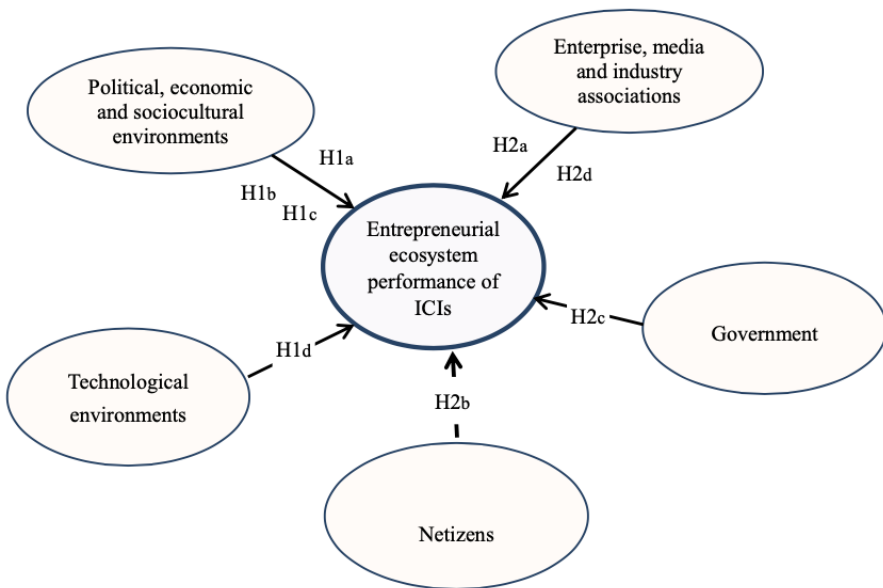 Political, economic
and sociocultural
environments
Enterprise, media
and industry
associations
H1a
H1b
H1c
H2a
H2d
Entrepreneurial
ecosystem
performance of
ICIs
H2c
Government
H1d
Technological
environments
H2b
Netizens